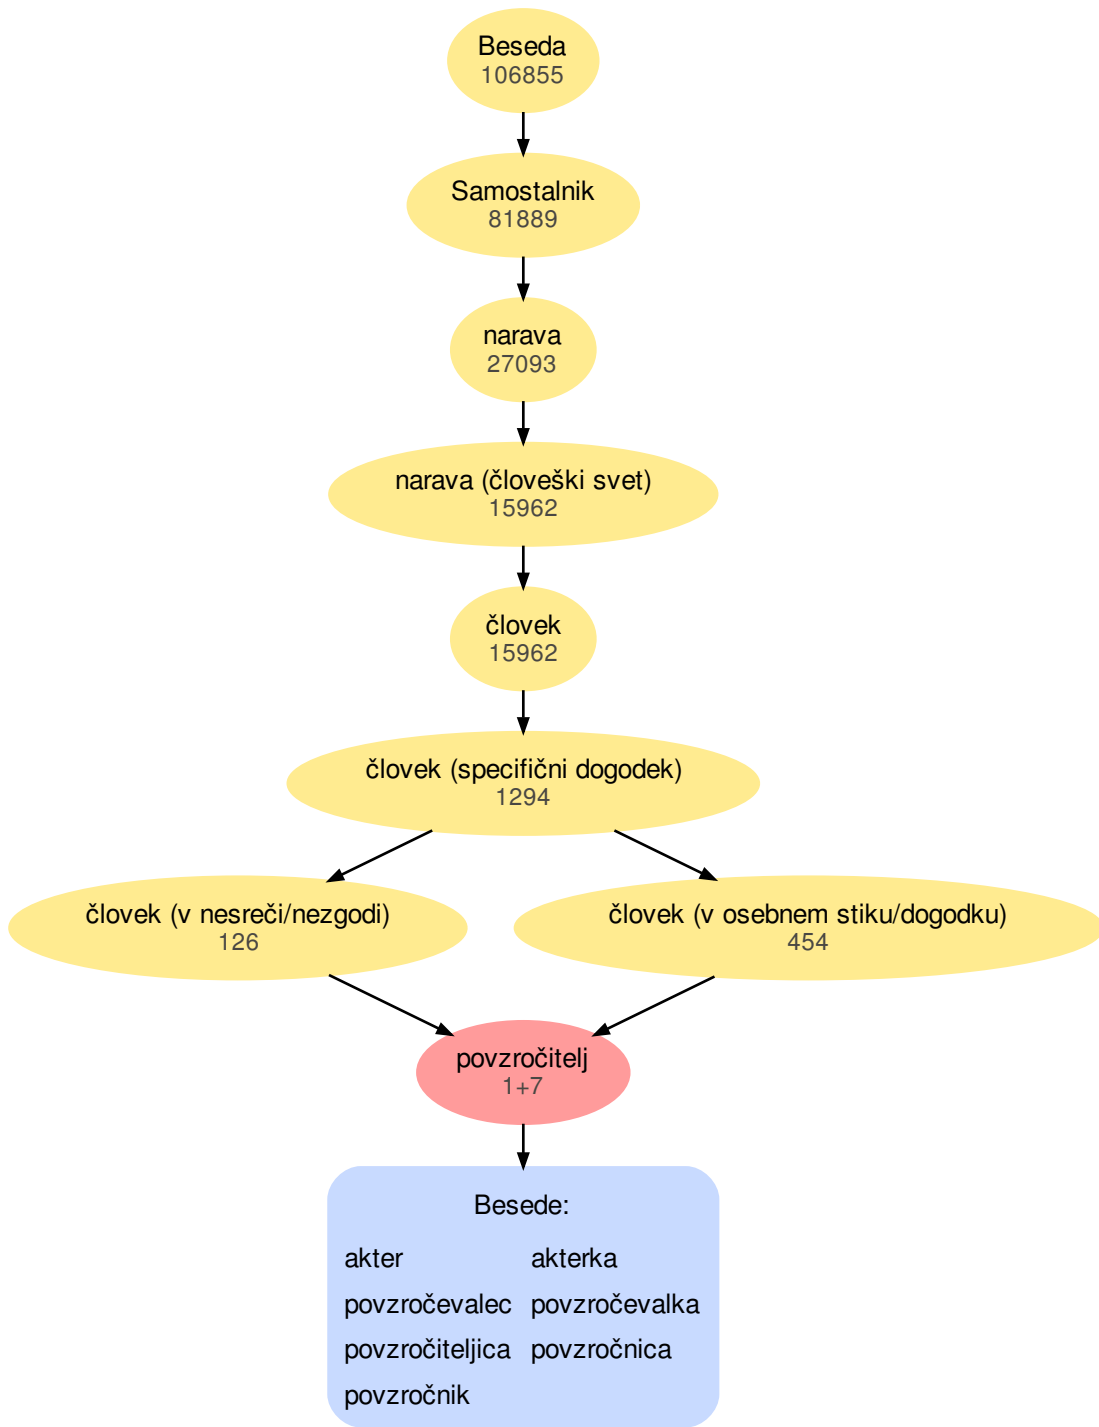 Beseda
106855
Samostalnik
81889
narava
27093
narava (človeški svet)
15962
človek
15962
človek (specifični dogodek)
1294
človek (v nesreči/nezgodi)
126
človek (v osebnem stiku/dogodku)
454
povzročitelj
1+7
Besede:
akter akterka
povzročevalec povzročevalka
povzročiteljica povzročnica
povzročnik